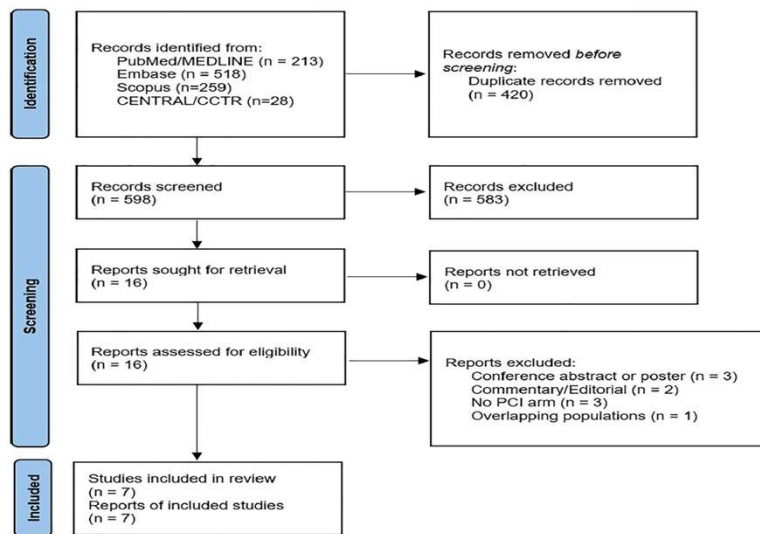 Identification
Records identified from:
PubMed/MEDLINE (n = 213)
Embase (n = 518)
Scopus (n=259)
CENTRAL/CCTR (n=28)
Records removed before
screening:
Duplicate records removed
(n = 420)
Screening
Records screened
(n = 598)
Records excluded
(n = 583)
Reports sought for retrieval
(n = 16)
Reports not retrieved
(n = 0)
Reports assessed for eligibility
(n = 16)
Reports excluded:
Conference abstract or poster (n = 3)
Commentary/Editorial (n = 2)
No PCI arm (n = 3)
Overlapping populations (n = 1)
Included
Studies included in review
(n = 7)
Reports of included studies
(n = 7)